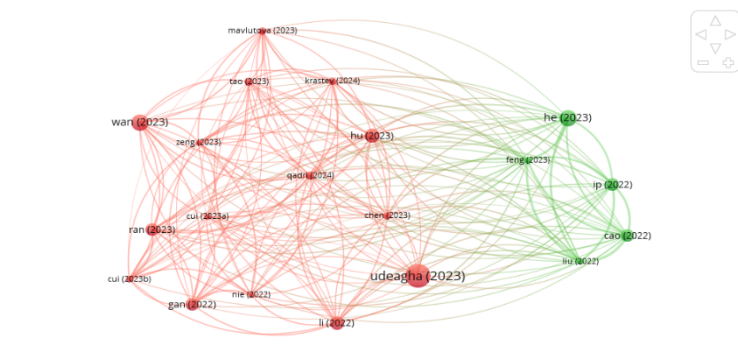 mavlutova (2023)
tao (2023)
krastev (2024)
wan (2023)
he (2023)
hu (2023)
zeng (2023)
feng (2023)
qadri (2024)
ip (2022)
cui (2023a)
chen (2023)
ran (2023)
cao (2022)
liu (2022)
udeagha (2023)
cui (2023b)
nie (2022)
gan (2022)
li (2022)